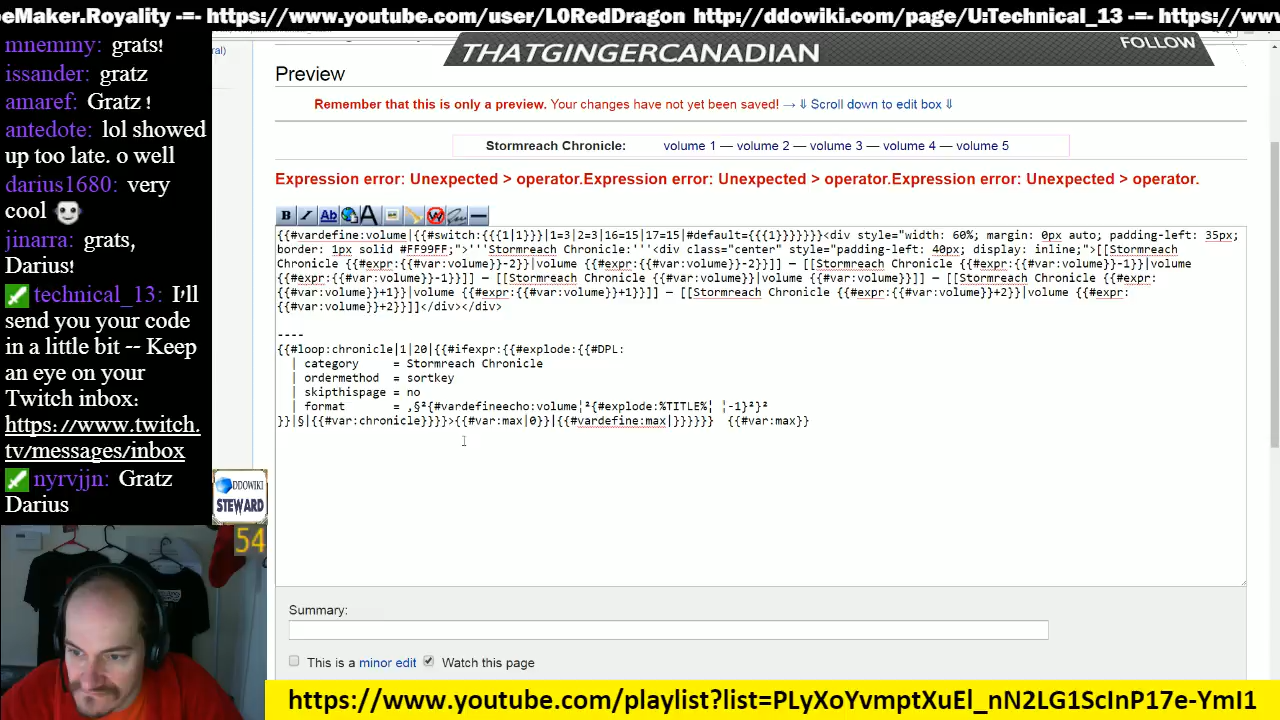 peMaker.Royality -=- https://www.youtube.com/user/L0RedDragon http://ddowiki.com/page/U:Technical_13 -=- https://www
mnemmy: grats!
issander: gratz
amaref: Gratz !
antedote: lol showed
up too late. o well
darius1680: very
cool
jinarra: grats,
Darius!
technical_13: I'll
send you your code
in a little bit -- Keep
an eye on your
Twitch inbox:
https://www.twitch.
tv/messages/inbox
nyrvjjn: Gratz
Darius
DDOWIKI
STEWARD
54
THATGINGERCANADIAN
FOLLOW
Preview
Remember that this is only a preview. Your changes have not yet been saved! → ⇓ Scroll down to edit box ⇓
Stormreach Chronicle: volume 1 — volume 2 — volume 3 — volume 4 — volume 5
Expression error: Unexpected > operator.Expression error: Unexpected > operator.Expression error: Unexpected > operator.
B I Ab A W
{{#vardefine:volume|{{#switch:{{{1|1}}}|1=3|2=3|16=15|17=15|#default={{{1}}}}}}}<div style="width: 60%; margin: 0px auto; padding-left: 35px;
border: 1px solid #FF99FF;">'''Stormreach Chronicle:'''<div class="center" style="padding-left: 40px; display: inline;">[[Stormreach
Chronicle {{#expr:{{#var:volume}}-2}}|volume {{#expr:{{#var:volume}}-2}}]] — [[Stormreach Chronicle {{#expr:{{#var:volume}}-1}}|volume
{{#expr:{{#var:volume}}-1}}]] — [[Stormreach Chronicle {{#var:volume}}|volume {{#var:volume}}]] — [[Stormreach Chronicle {{#expr:
{{#var:volume}}+1}}|volume {{#expr:{{#var:volume}}+1}}]] — [[Stormreach Chronicle {{#expr:{{#var:volume}}+2}}|volume {{#expr:
{{#var:volume}}+2}}]]</div></div>
----
{{#loop:chronicle|1|20|{{#ifexpr:{{#explode:{{#DPL:
| category = Stormreach Chronicle
| ordermethod = sortkey
| skipthispage = no
| format = ,§²{#vardefineecho:volume¦²{#explode:%TITLE%¦ ¦-1}²}²
}}|§|{{#var:chronicle}}}}>{{#var:max|0}}|{{#vardefine:max|}}}}}} {{#var:max}}
Summary:
This is a minor edit Watch this page
https://www.youtube.com/playlist?list=PLyXoYvmptXuEl_nN2LG1ScInP17e-YmI1